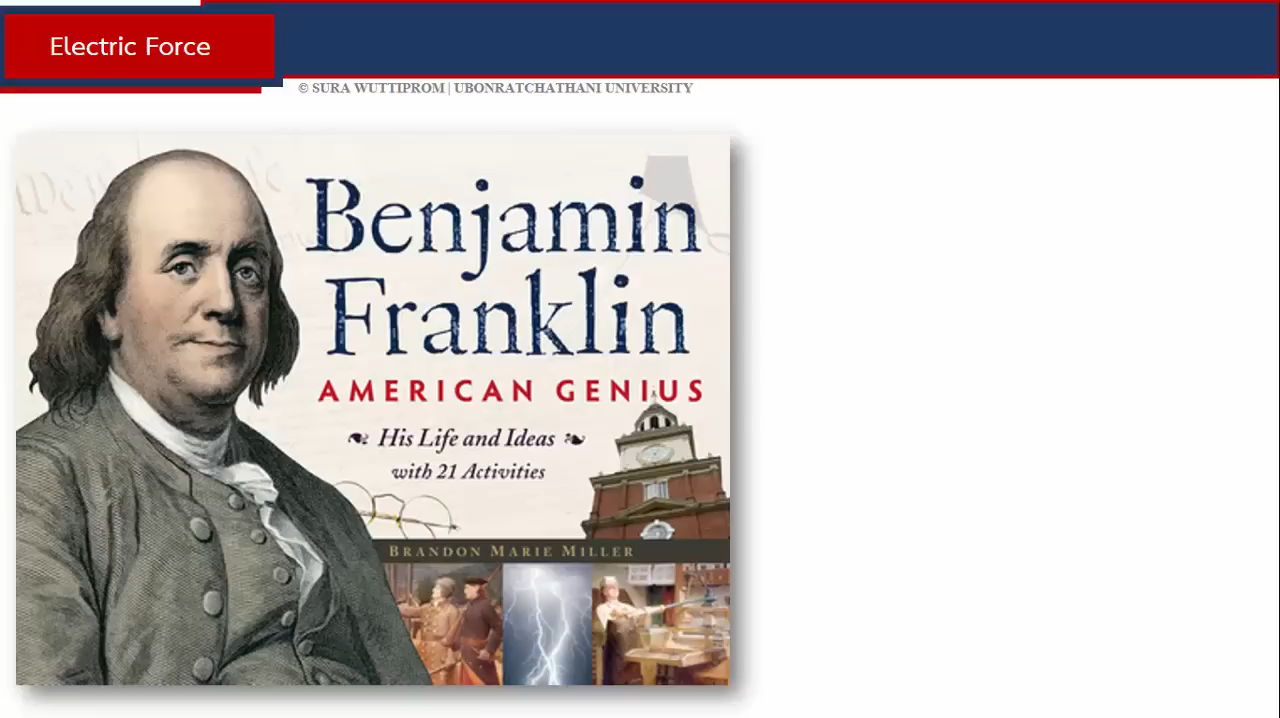 Electric Force
© SURA WUTTIPROM | UBONRATCHATHANI UNIVERSITY
We
Benjamin
Franklin
AMERICAN GENIUS
His Life and Ideas
with 21 Activities
BRANDON MARIE MILLER